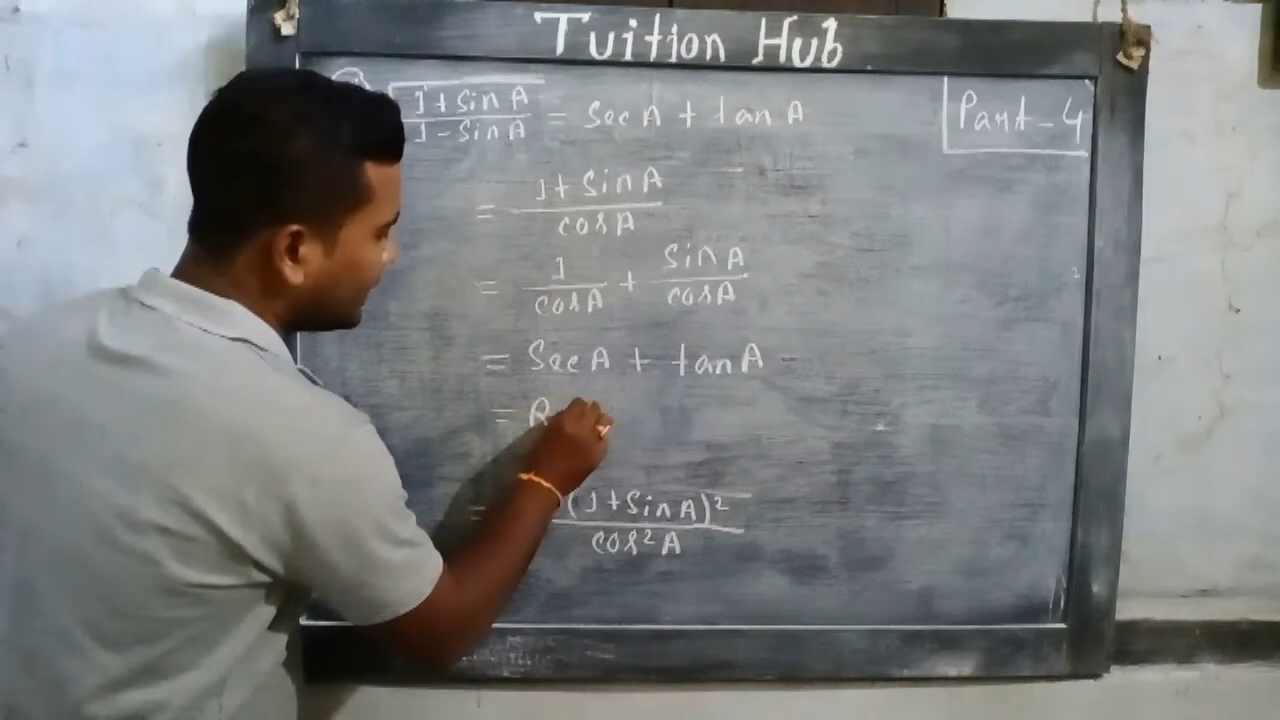 Tuition Hub
√(1 + sin A / 1 - sin A) = Sec A + tan A
Part - 4
= 1 + Sin A / cos A
= 1 / cos A + Sin A / cos A
= Sec A + tan A
= R
= (1 + Sin A)² / cos² A